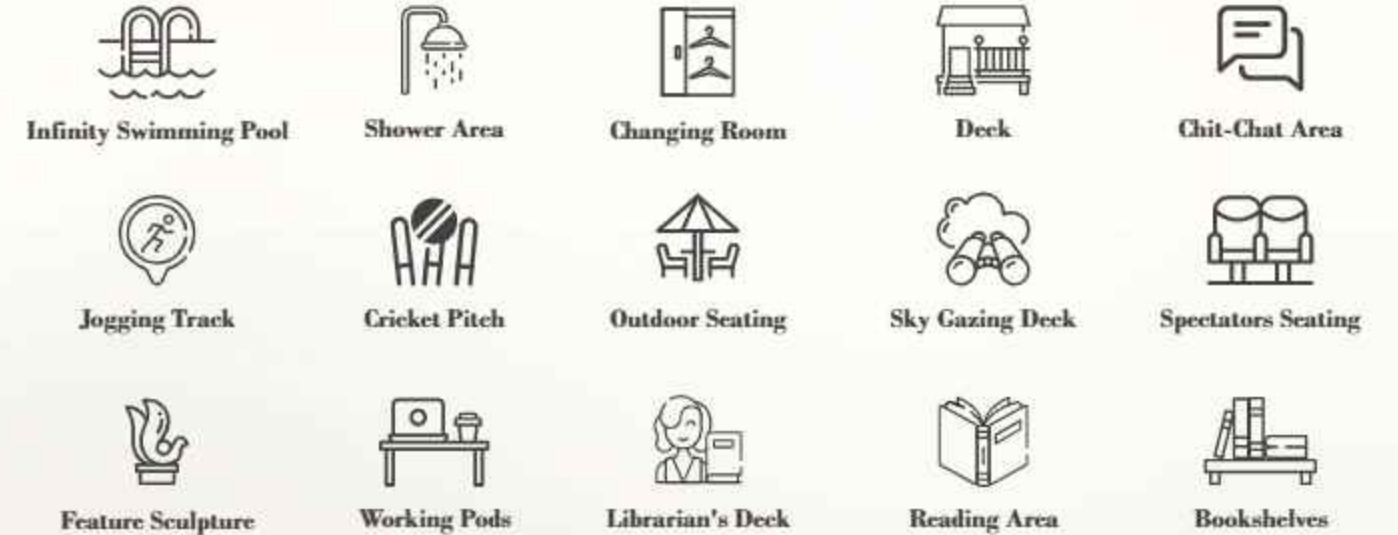 Infinity Swimming Pool
Shower Area
Changing Room
Deck
Chit-Chat Area
Jogging Track
Cricket Pitch
Outdoor Seating
Sky Gazing Deck
Spectators Seating
Feature Sculpture
Working Pods
Librarian's Deck
Reading Area
Bookshelves